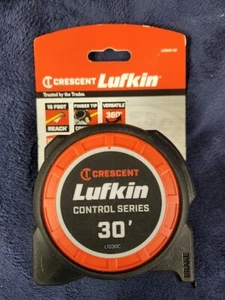 CRESCENT Lufkin
Trusted by the Trades.
15 FOOT FINGER TIP VERSATILE
REACH 360°
CRESCENT
Lufkin
CONTROL SERIES
30'
L1030C
BRAKE